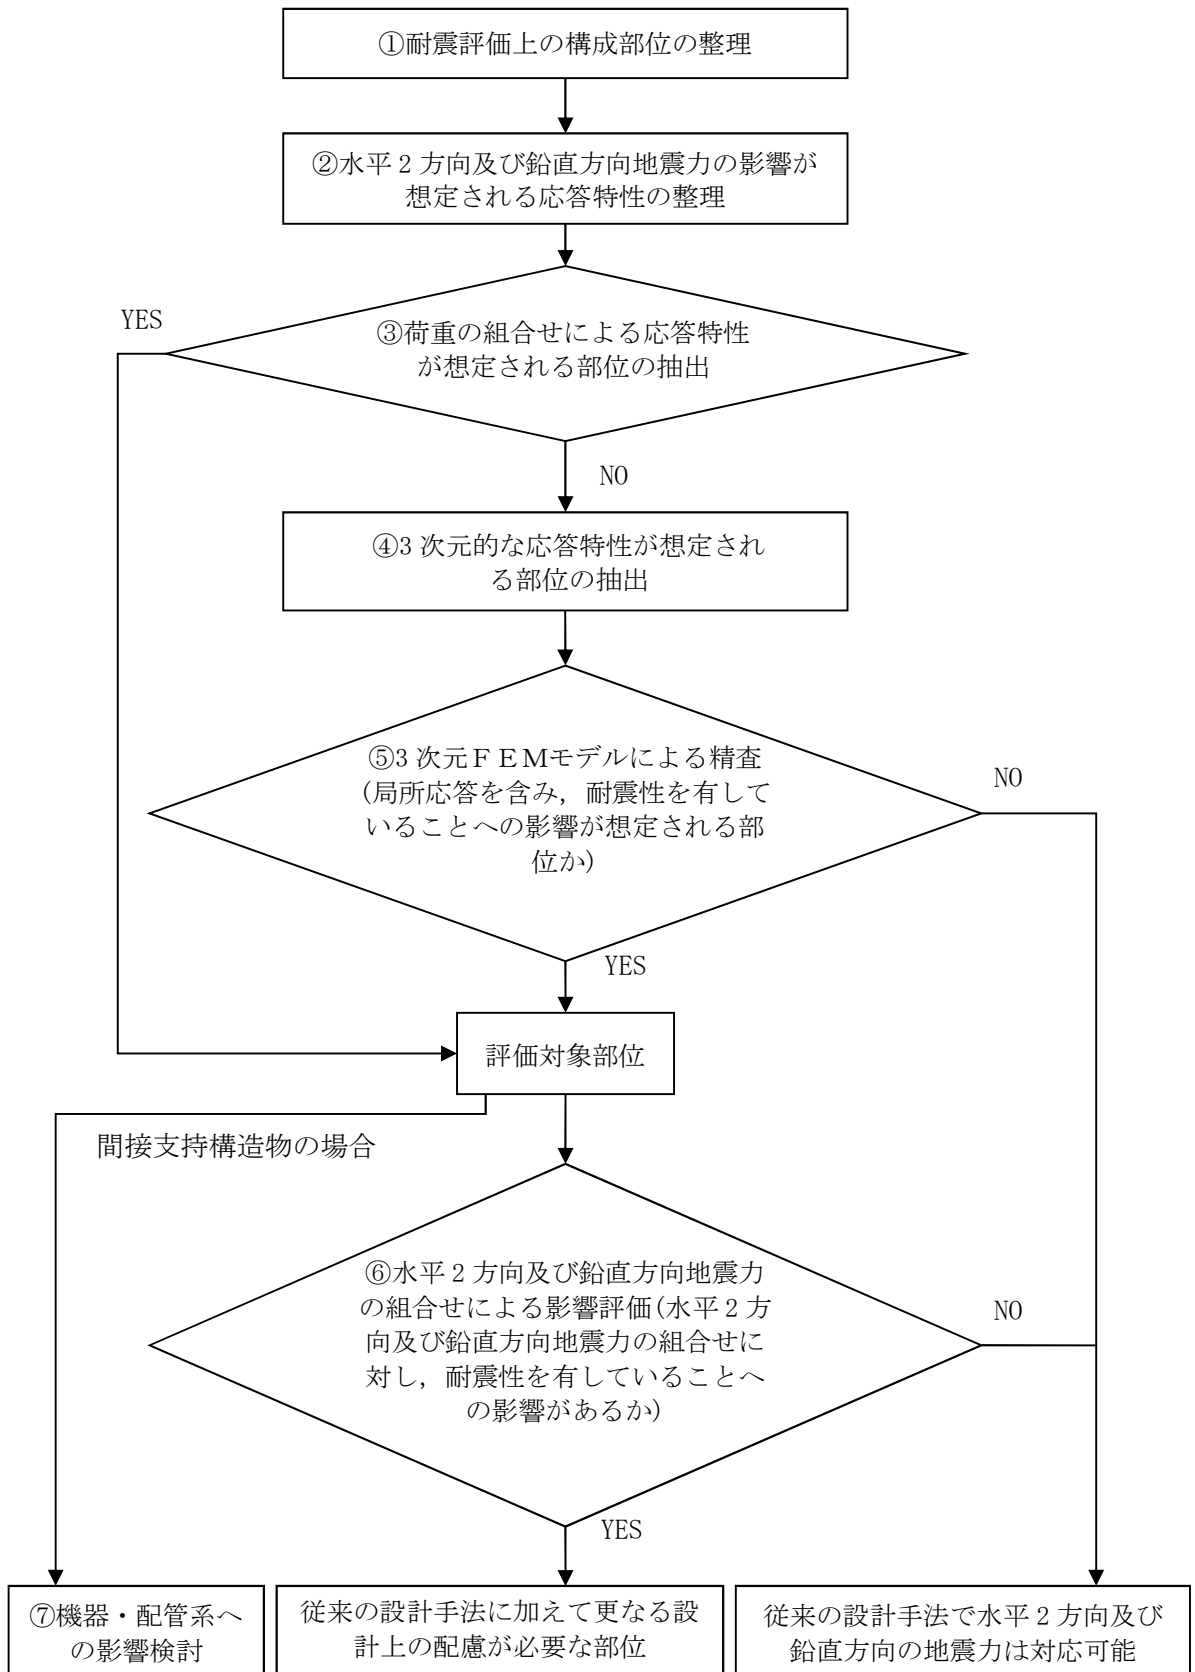 ①耐震評価上の構成部位の整理
②水平2方向及び鉛直方向地震力の影響が
想定される応答特性の整理
YES
③荷重の組合せによる応答特性
が想定される部位の抽出
NO
④3次元的な応答特性が想定され
る部位の抽出
⑤3次元ＦＥＭモデルによる精査
(局所応答を含み，耐震性を有して
いることへの影響が想定される部
位か)
NO
YES
評価対象部位
間接支持構造物の場合
⑥水平2方向及び鉛直方向地震力
の組合せによる影響評価(水平2方
向及び鉛直方向地震力の組合せに
対し，耐震性を有していることへ
の影響があるか)
NO
YES
⑦機器・配管系へ
の影響検討
従来の設計手法に加えて更なる設
計上の配慮が必要な部位
従来の設計手法で水平2方向及び
鉛直方向の地震力は対応可能